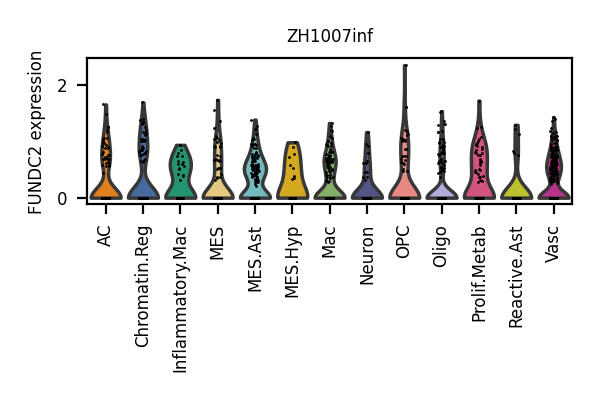 ZH1007inf
FUNDC2 expression
2
0
AC
Chromatin.Reg
Inflammatory.Mac
MES
MES.Ast
MES.Hyp
Mac
Neuron
OPC
Oligo
Prolif.Metab
Reactive.Ast
Vasc